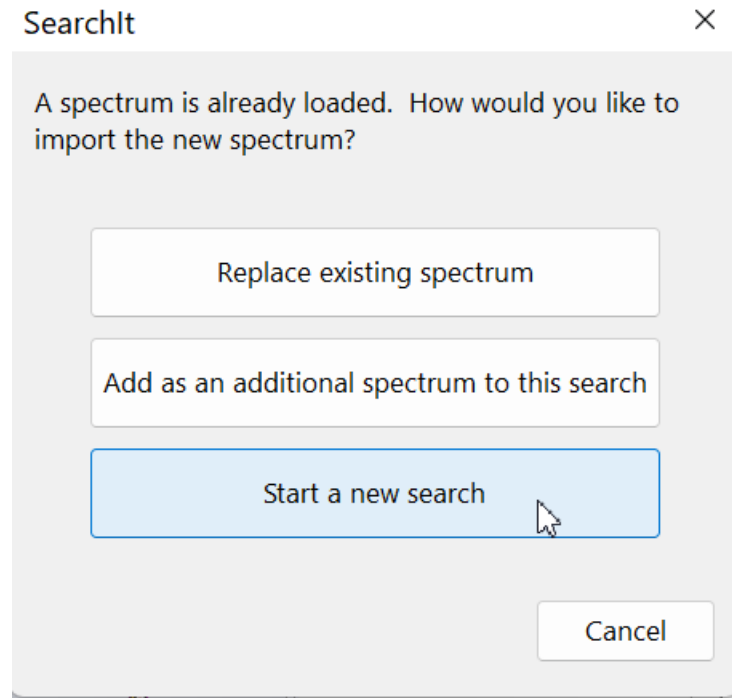 SearchIt
A spectrum is already loaded.  How would you like to
import the new spectrum?
Replace existing spectrum
Add as an additional spectrum to this search
Start a new search
Cancel